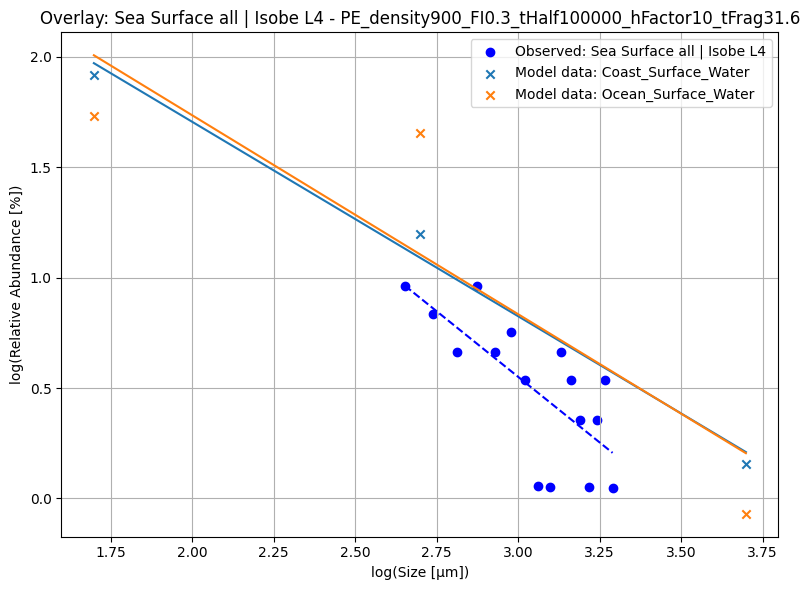 Overlay: Sea Surface all | Isobe L4 - PE_density900_FI0.3_tHalf100000_hFactor10_tFrag31.6
Observed: Sea Surface all | Isobe L4
Model data: Coast_Surface_Water
Model data: Ocean_Surface_Water
log(Relative Abundance [%])
2.0
1.5
1.0
0.5
0.0
1.75
2.00
2.25
2.50
2.75
3.00
3.25
3.50
3.75
log(Size [µm])